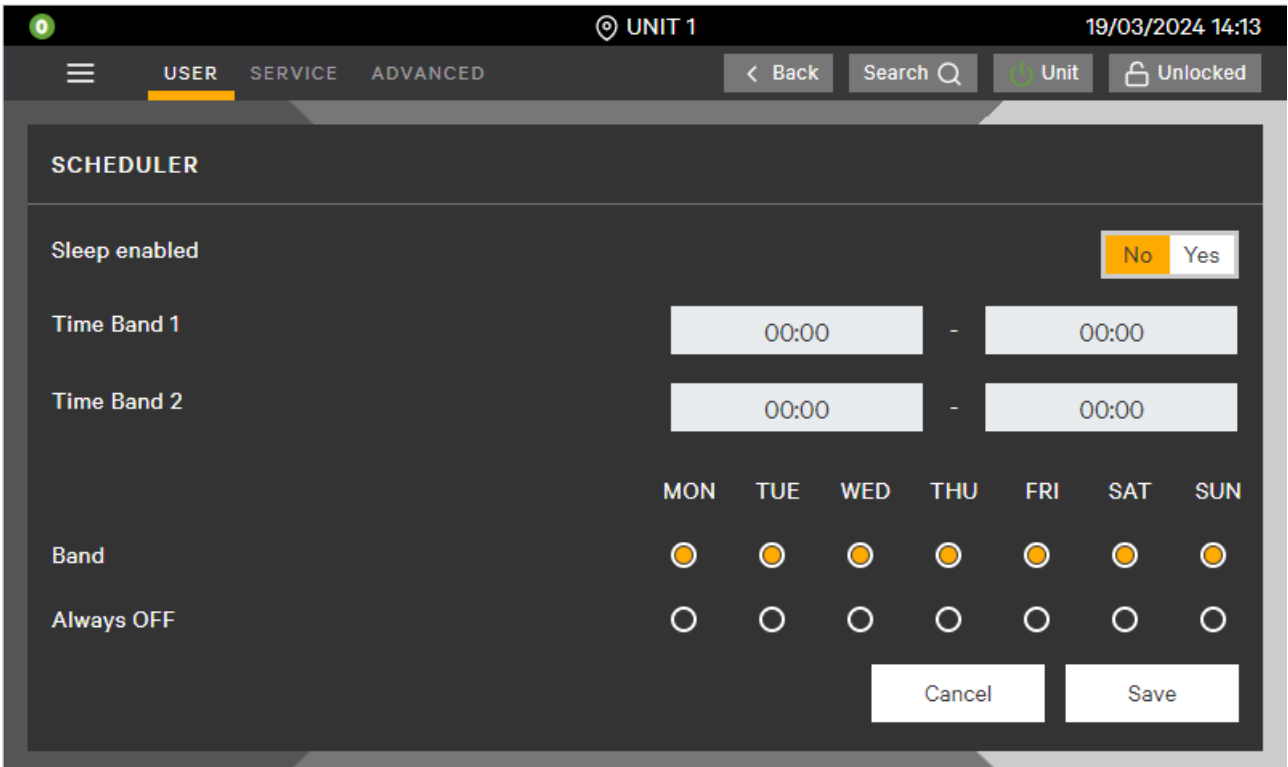 0 UNIT 1 19/03/2024 14:13
USER SERVICE ADVANCED Back Search Unit Unlocked
SCHEDULER
Sleep enabled No Yes
Time Band 1 00:00 - 00:00
Time Band 2 00:00 - 00:00
MON TUE WED THU FRI SAT SUN
Band
Always OFF
Cancel Save